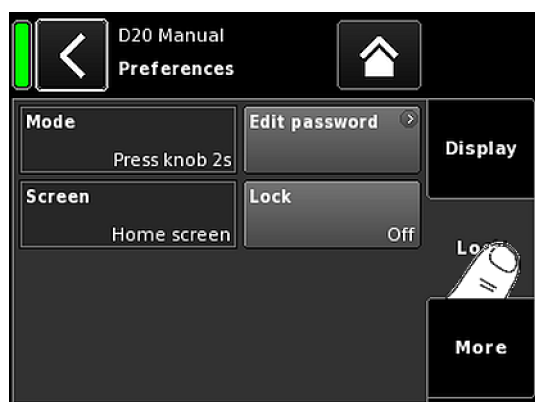 D20 Manual
Preferences
Mode
Press knob 2s
Edit password
Display
Screen
Home screen
Lock
Off
More